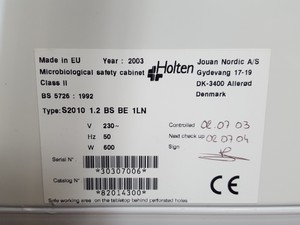 Made in EU Year : 2003
Microbiological safety cabinet
Class II
BS 5726 : 1992
Holten
Jouan Nordic A/S
Gydevang 17-19
DK-3400 Allerød
Denmark
Type: S2010 1.2 BS BE 1LN
V 230~
Hz 50
W 600
Controlled 02.07.03
Next check up 02.07.04
Sign
Serial N°
*30307006*
Catalog N°
*82014300*
CE
Safe working area on the tabletop behind perforated holes